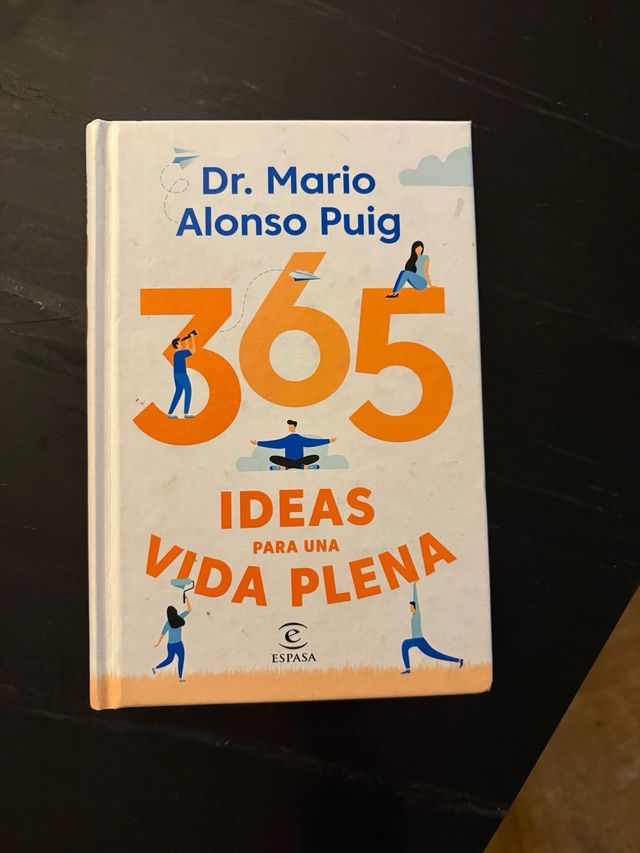 Dr. Mario
Alonso Puig
365
IDEAS
PARA UNA
VIDA PLENA
e
ESPASA